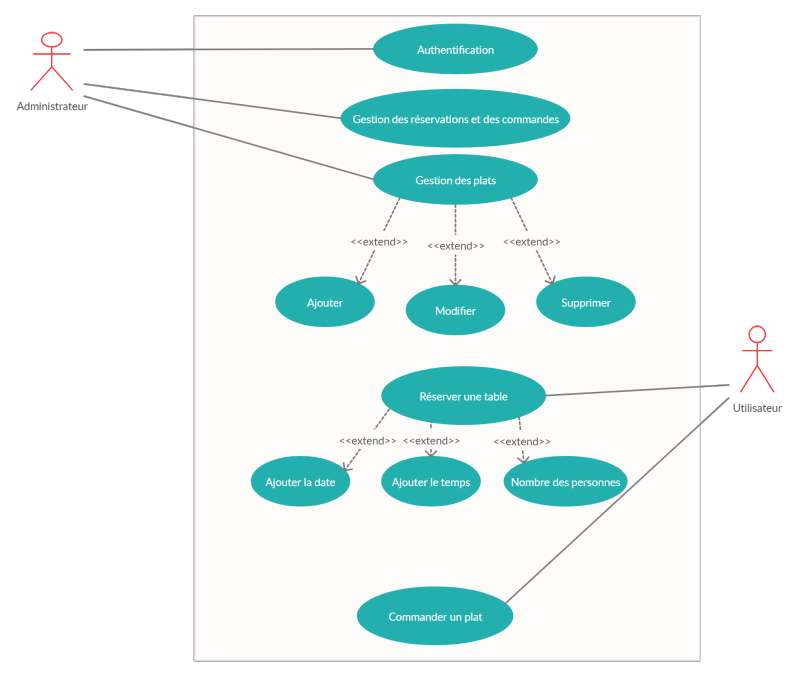 Authentification
Administrateur
Gestion des réservations et des commandes
Gestion des plats
<<extend>>
<<extend>>
<<extend>>
Ajouter
Modifier
Supprimer
Réserver une table
Utilisateur
<<extend>>
<<extend>>
<<extend>>
Ajouter la date
Ajouter le temps
Nombre des personnes
Commander un plat